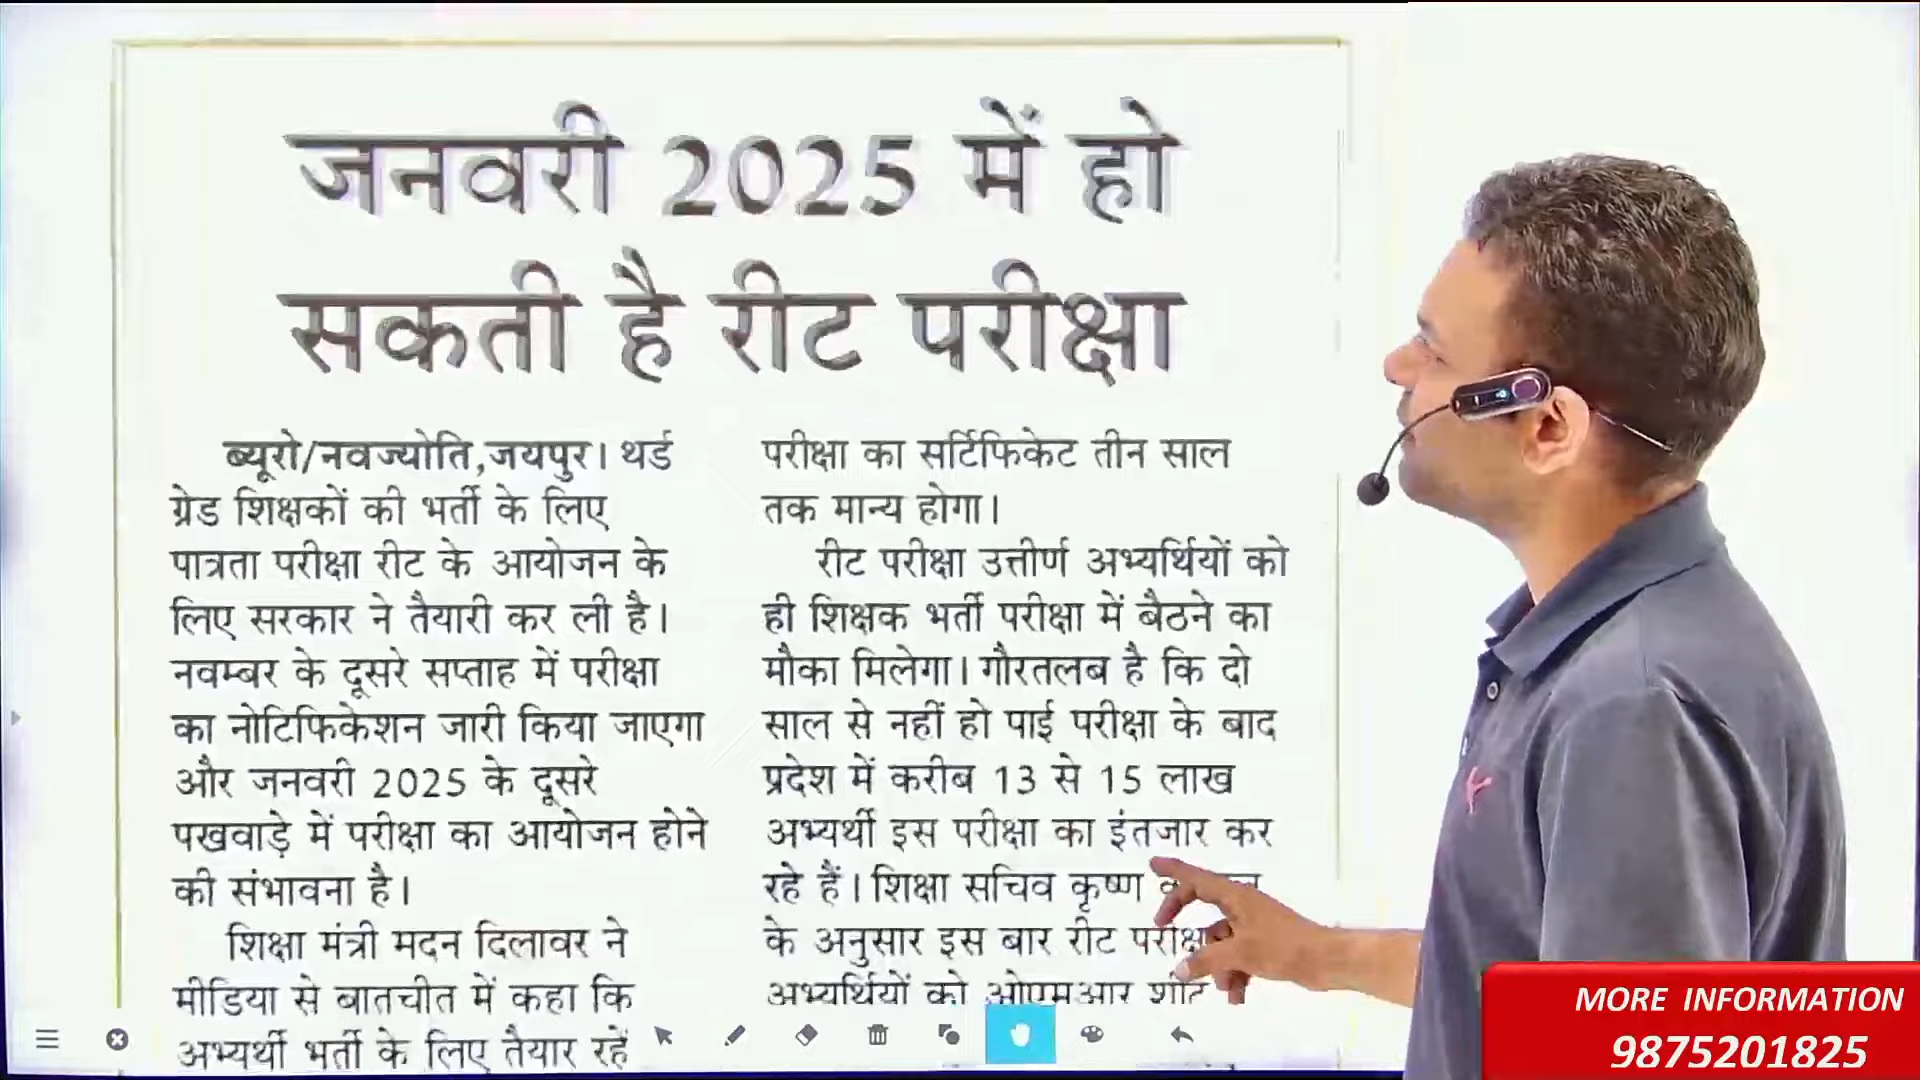 जनवरी 2025 में हो
सकती है रीट परीक्षा
ब्यूरो/नवज्योति,जयपुर। थर्ड
ग्रेड शिक्षकों की भर्ती के लिए
पात्रता परीक्षा रीट के आयोजन के
लिए सरकार ने तैयारी कर ली है।
नवम्बर के दूसरे सप्ताह में परीक्षा
का नोटिफिकेशन जारी किया जाएगा
और जनवरी 2025 के दूसरे
पखवाड़े में परीक्षा का आयोजन होने
की संभावना है।
शिक्षा मंत्री मदन दिलावर ने
मीडिया से बातचीत में कहा कि
अभ्यर्थी भर्ती के लिए तैयार रहें
परीक्षा का सर्टिफिकेट तीन साल
तक मान्य होगा।
रीट परीक्षा उत्तीर्ण अभ्यर्थियों को
ही शिक्षक भर्ती परीक्षा में बैठने का
मौका मिलेगा। गौरतलब है कि दो
साल से नहीं हो पाई परीक्षा के बाद
प्रदेश में करीब 13 से 15 लाख
अभ्यर्थी इस परीक्षा का इंतजार कर
रहे हैं। शिक्षा सचिव कृष्ण
के अनुसार इस बार रीट
अभ्यर्थियों को ओएमआर शीट
MORE INFORMATION
9875201825